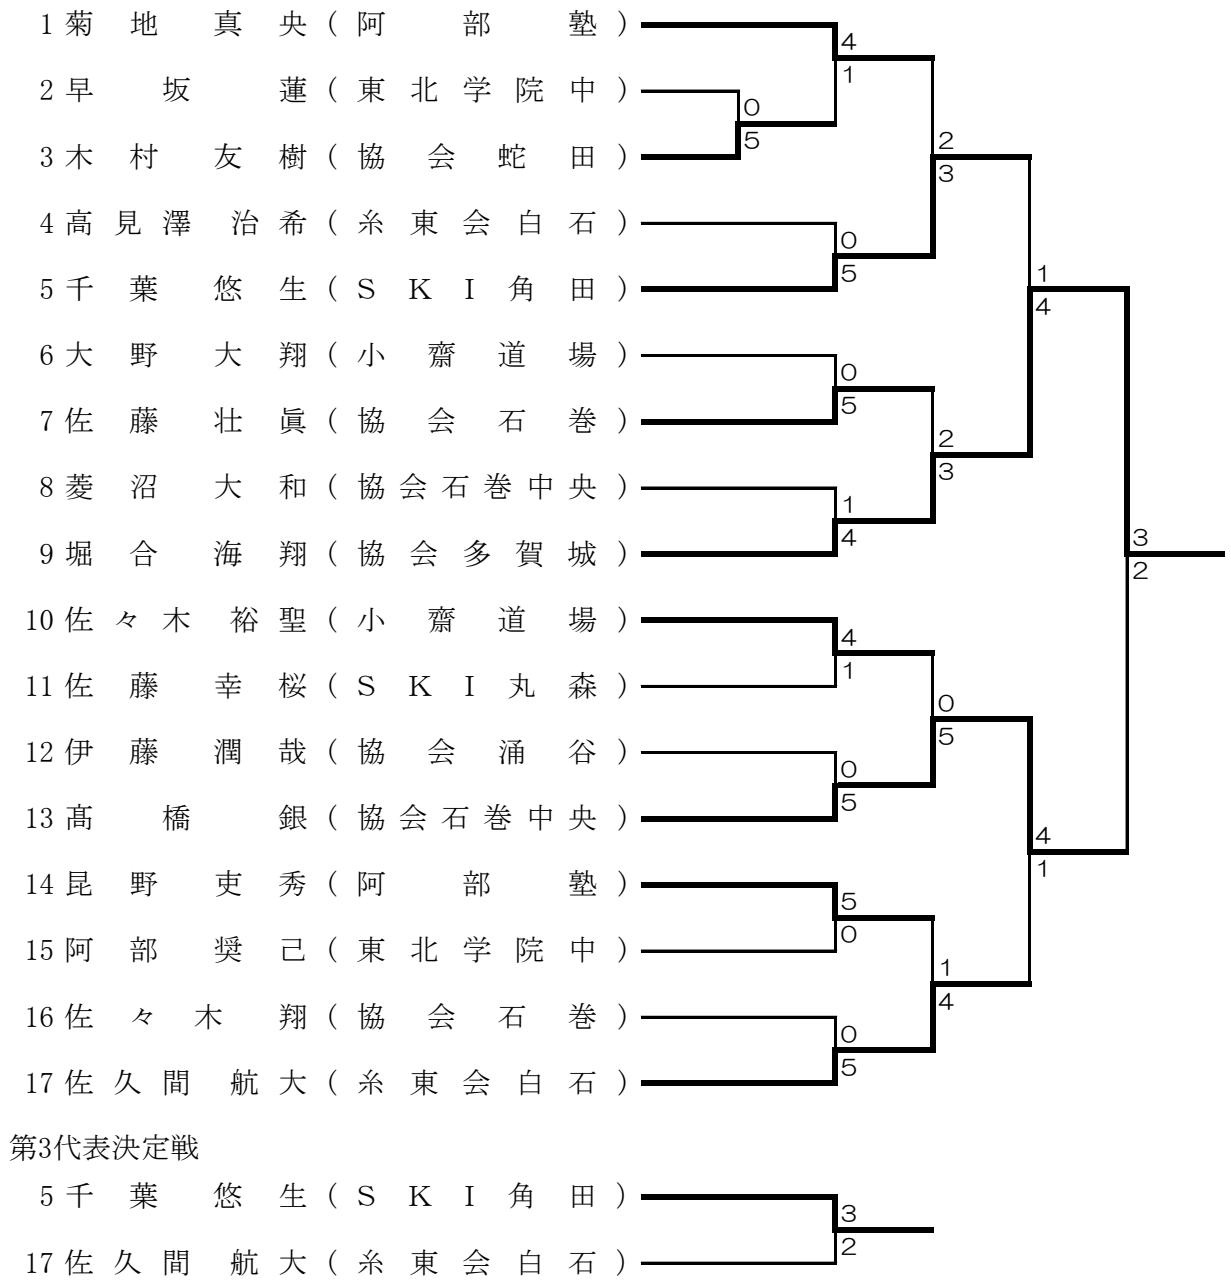 1 菊地 真央 (阿部塾)
4
1
2 早坂 蓮 (東北学院中)
0
5
3 木村 友樹 (協会蛇田)
2
3
4 高見澤 治希 (糸東会白石)
0
5
5 千葉 悠生 (SKI角田)
1
4
6 大野 大翔 (小齋道場)
0
5
7 佐藤 壮眞 (協会石巻)
2
3
8 菱沼 大和 (協会石巻中央)
1
4
9 堀合 海翔 (協会多賀城)
3
2
10 佐々木 裕聖 (小齋道場)
4
1
11 佐藤 幸桜 (SKI丸森)
0
5
12 伊藤 潤哉 (協会涌谷)
0
5
13 髙橋 銀 (協会石巻中央)
4
1
14 昆野 吏秀 (阿部塾)
5
0
15 阿部 奨己 (東北学院中)
1
4
16 佐々木 翔 (協会石巻)
0
5
17 佐久間 航大 (糸東会白石)
第3代表決定戦
5 千葉 悠生 (SKI角田)
3
2
17 佐久間 航大 (糸東会白石)